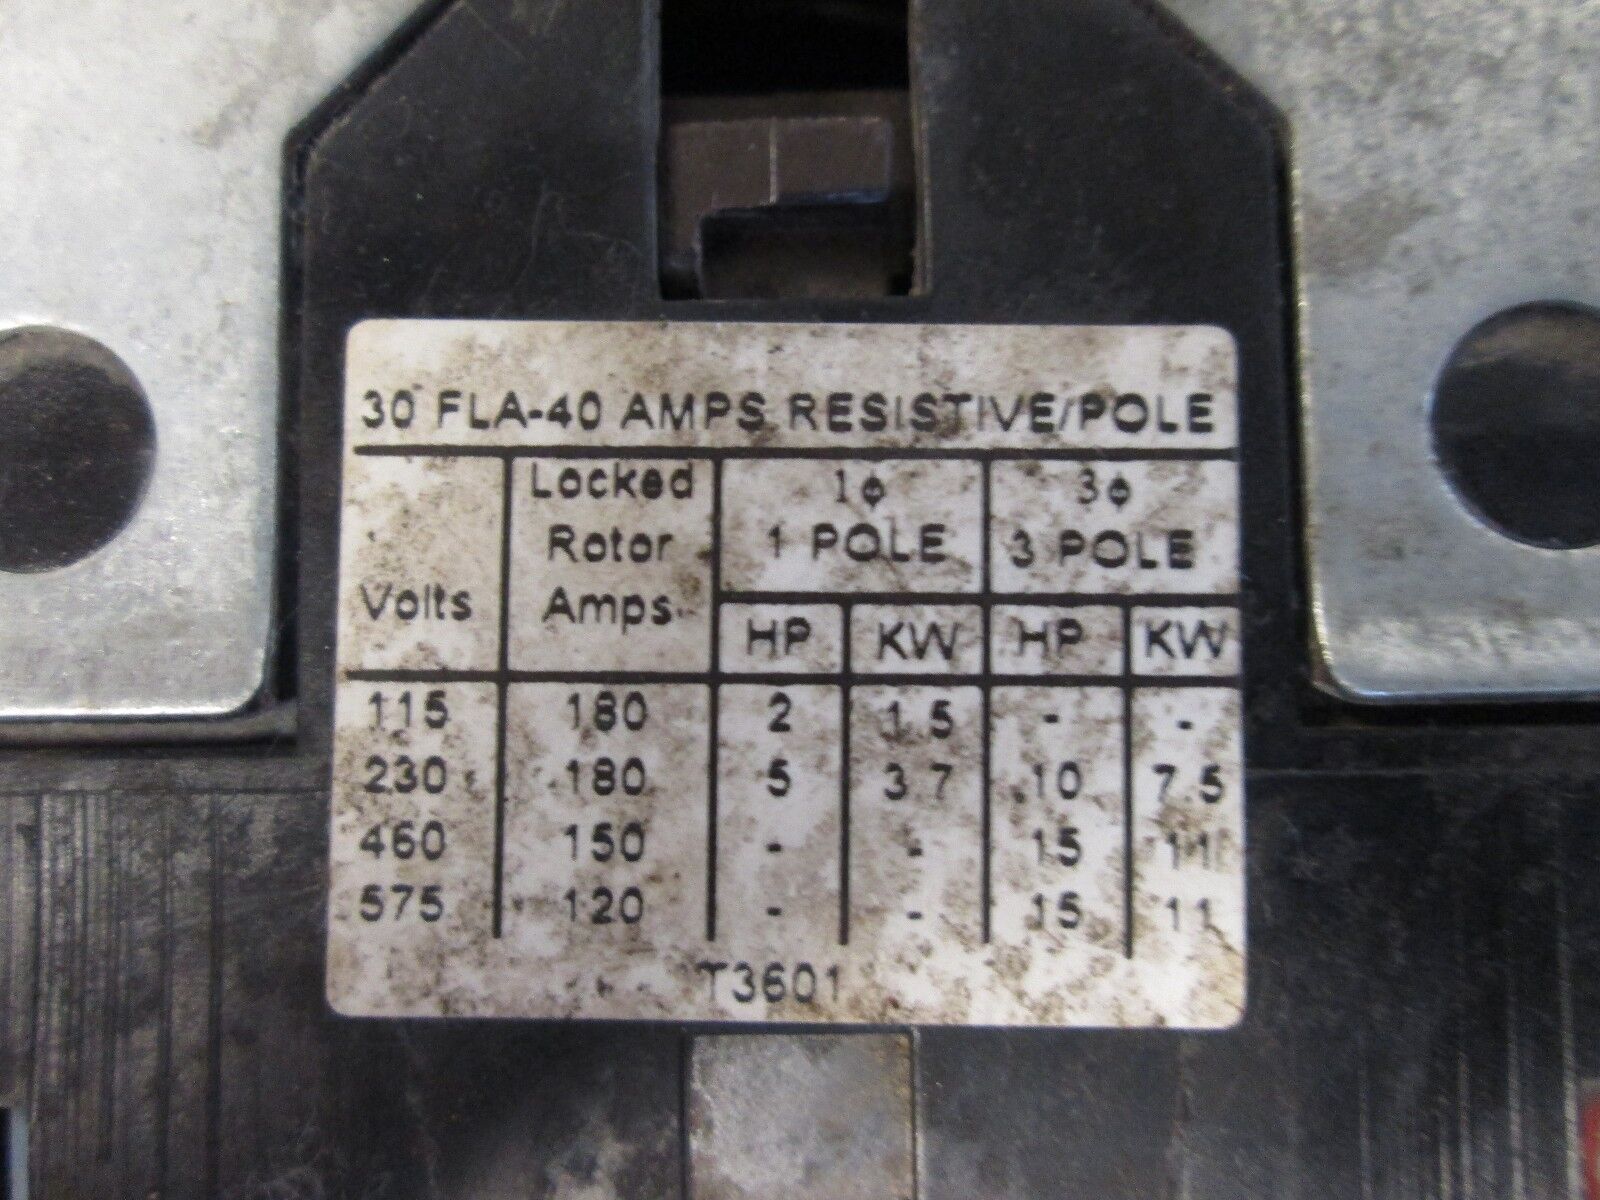 30 FLA-40 AMPS RESISTIVE/POLE
Volts
Locked
Rotor
Amps
1ϕ
1 POLE
3ϕ
3 POLE
HP KW HP KW
115 180 2 1.5 - -
230 180 5 3.7 10 7.5
460 150 - - 15 11
575 120 - - 15 11
T3601